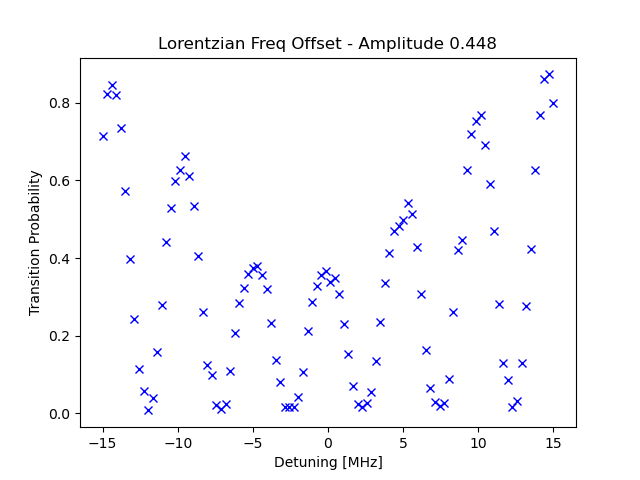 Lorentzian Freq Offset - Amplitude 0.448
Transition Probability
0.8
0.6
0.4
0.2
0.0
−15 −10 −5 0 5 10 15
Detuning [MHz]